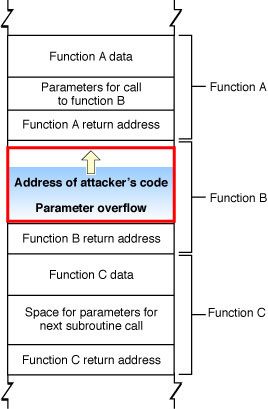 Function A data
Parameters for call
to function B
Function A return address
Function A
Address of attacker's code
Parameter overflow
Function B return address
Function B
Function C data
Space for parameters for
next subroutine call
Function C return address
Function C